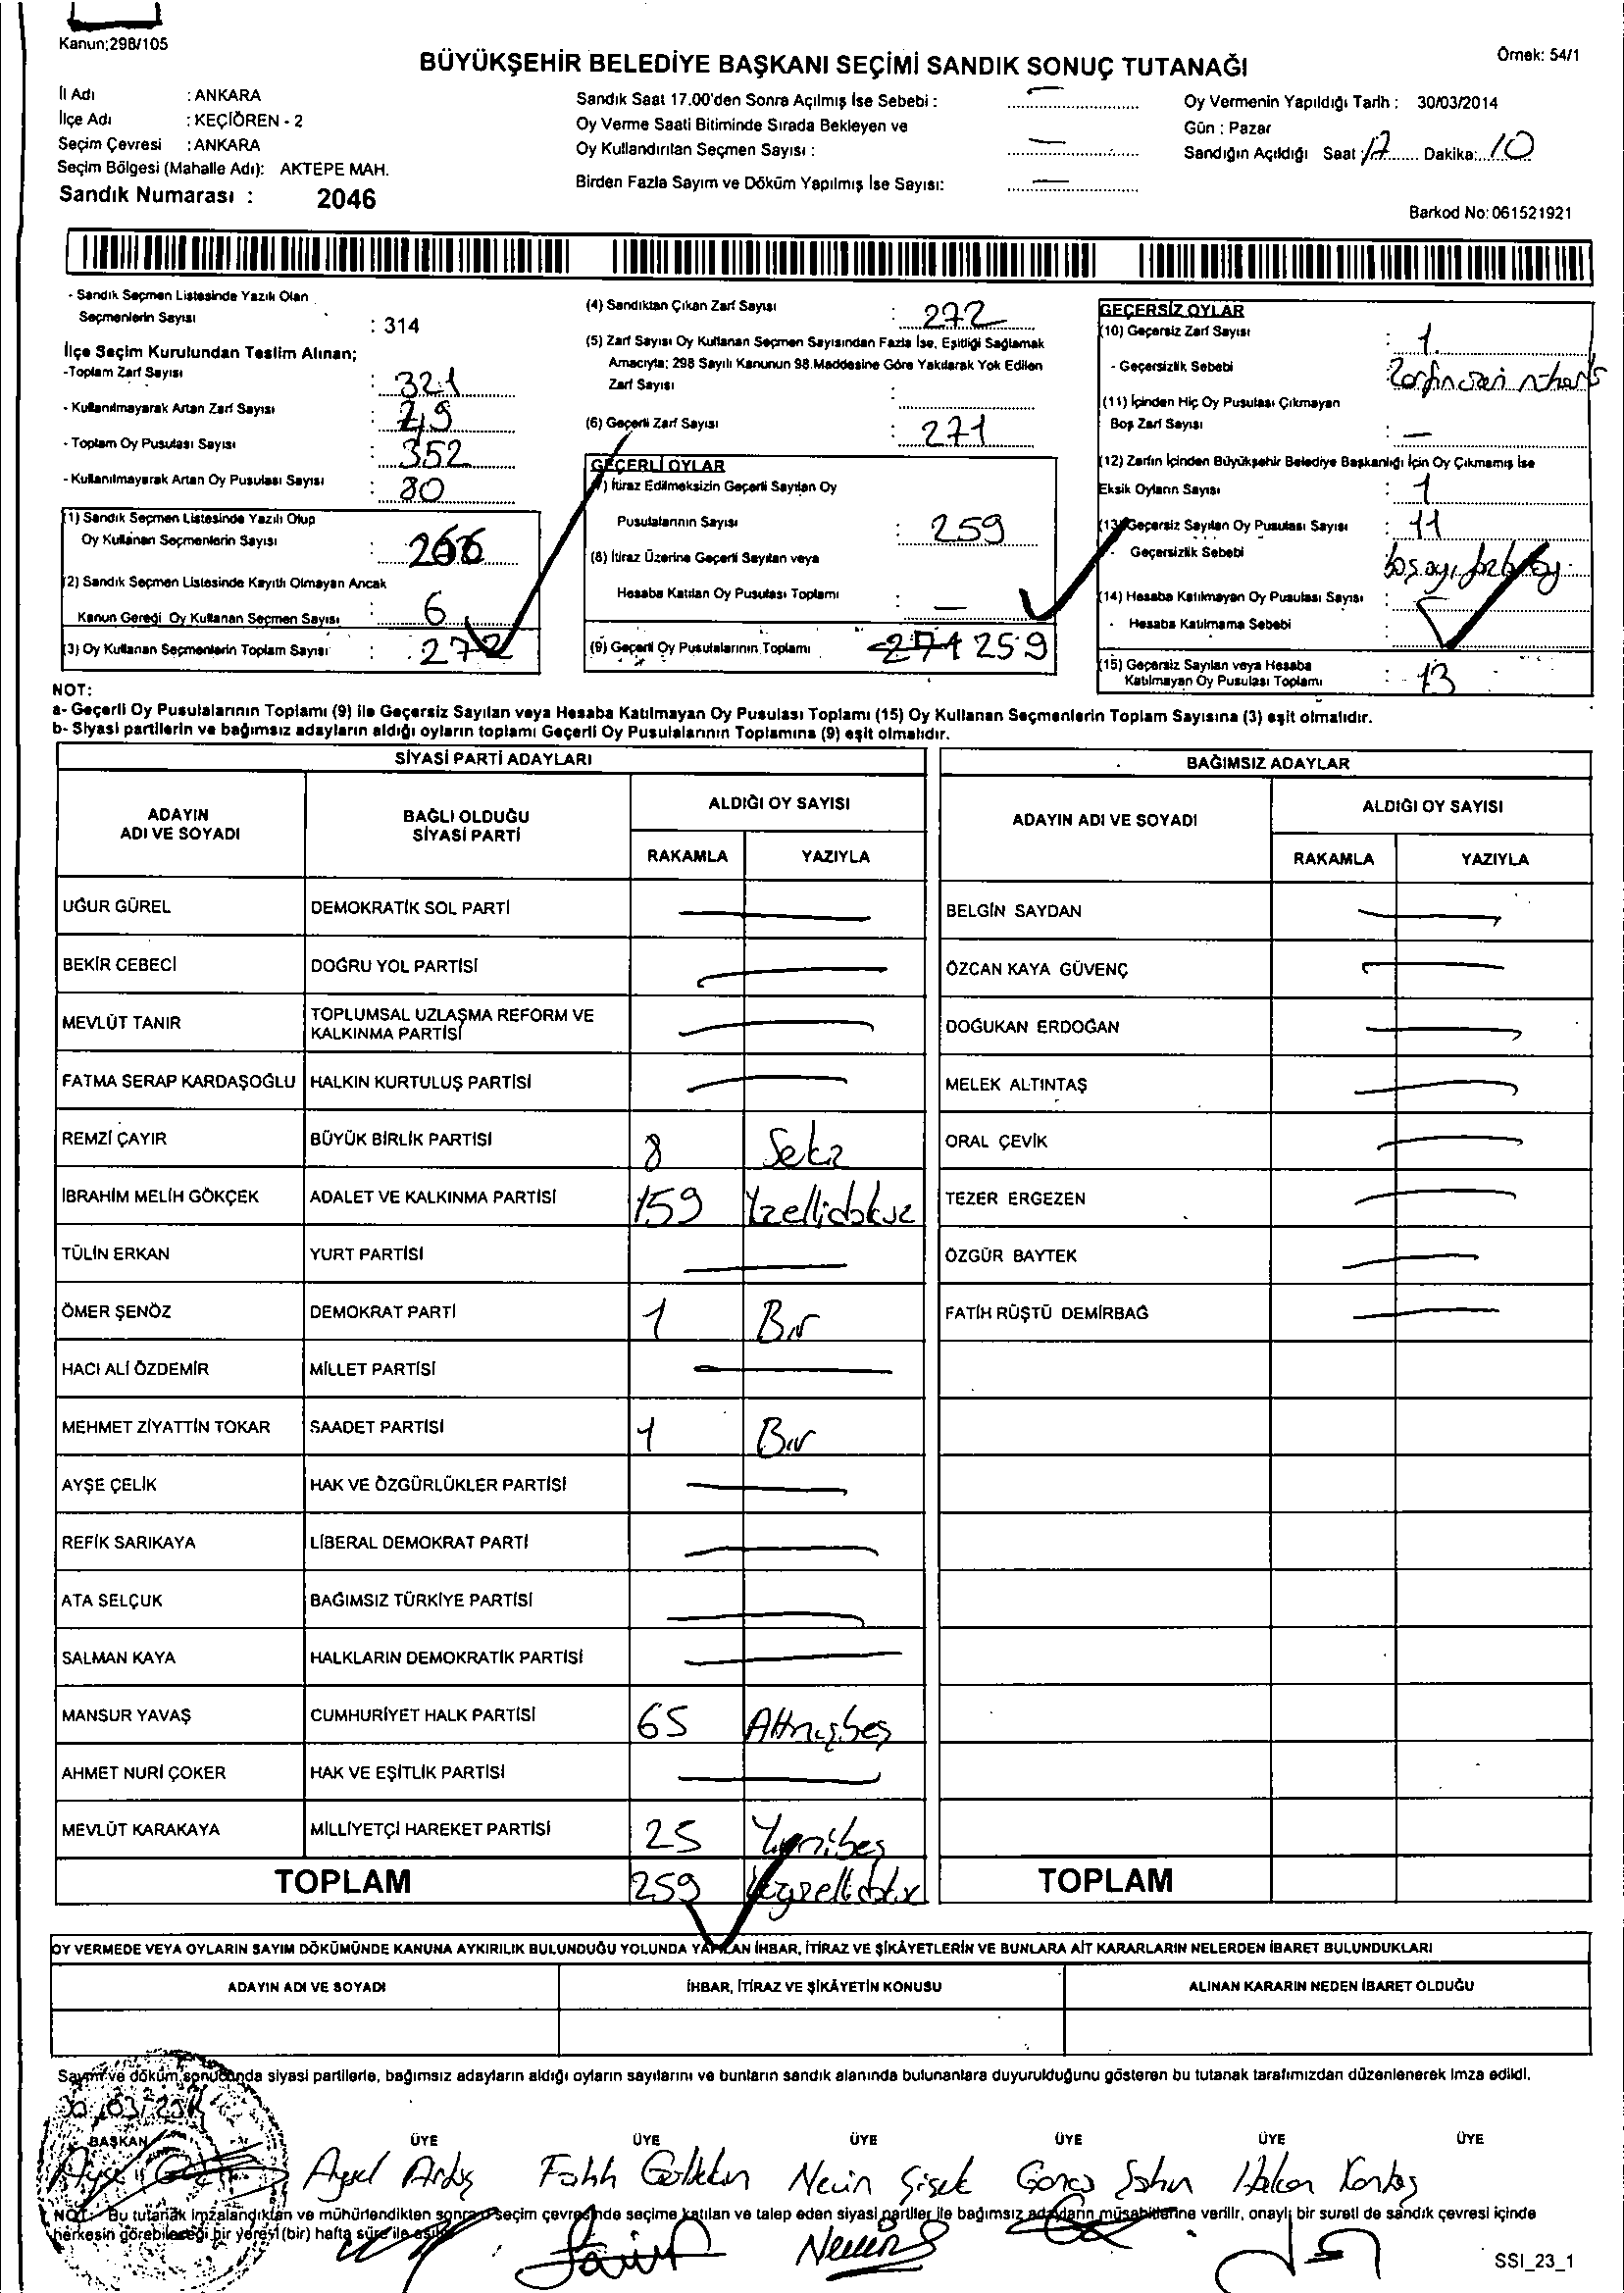 Kanun;298/105
Örnek: 54/1
BÜYÜKŞEHİR BELEDİYE BAŞKANI SEÇİMİ SANDIK SONUÇ TUTANAĞI
İl Adı : ANKARA
İlçe Adı : KEÇİÖREN - 2
Seçim Çevresi : ANKARA
Seçim Bölgesi (Mahalle Adı): AKTEPE MAH.
Sandık Numarası : 2046
Sandık Saat 17.00'den Sonra Açılmış İse Sebebi : —
Oy Verme Saati Bitiminde Sırada Bekleyen ve
Oy Kullandırılan Seçmen Sayısı : —
Birden Fazla Sayım ve Döküm Yapılmış İse Sayısı: —
Oy Vermenin Yapıldığı Tarih : 30/03/2014
Gün : Pazar
Sandığın Açıldığı Saat : 17 Dakika: 10
Barkod No: 061521921
- Sandık Seçmen Listesinde Yazılı Olan
Seçmenlerin Sayısı : 314
İlçe Seçim Kurulundan Teslim Alınan;
-Toplam Zarf Sayısı : 321
- Kullanılmayarak Artan Zarf Sayısı : 49
- Toplam Oy Pusulası Sayısı : 352
- Kullanılmayarak Artan Oy Pusulası Sayısı : 80
(1) Sandık Seçmen Listesinde Yazılı Olup
Oy Kullanan Seçmenlerin Sayısı : 266
(2) Sandık Seçmen Listesinde Kayıtlı Olmayan Ancak
Kanun Gereği Oy Kullanan Seçmen Sayısı : 6
(3) Oy Kullanan Seçmenlerin Toplam Sayısı : 272
(4) Sandıktan Çıkan Zarf Sayısı : 272
(5) Zarf Sayısı Oy Kullanan Seçmen Sayısından Fazla İse, Eşitliği Sağlamak
Amacıyla; 298 Sayılı Kanunun 98.Maddesine Göre Yakılarak Yok Edilen
Zarf Sayısı :
(6) Geçerli Zarf Sayısı : 271
GEÇERLİ OYLAR
(7) İtiraz Edilmeksizin Geçerli Sayılan Oy
Pusulalarının Sayısı : 259
(8) İtiraz Üzerine Geçerli Sayılan veya
Hesaba Katılan Oy Pusulası Toplamı : —
(9) Geçerli Oy Pusulalarının Toplamı : 271 259
GEÇERSİZ OYLAR
(10) Geçersiz Zarf Sayısı : 1
- Geçersizlik Sebebi
(11) İçinden Hiç Oy Pusulası Çıkmayan
Boş Zarf Sayısı : —
(12) Zarfın İçinden Büyükşehir Belediye Başkanlığı İçin Oy Çıkmamış İse
Eksik Oyların Sayısı : 1
(13) Geçersiz Sayılan Oy Pusulası Sayısı : 11
- Geçersizlik Sebebi boş oy, fazla oy
(14) Hesaba Katılmayan Oy Pusulası Sayısı :
- Hesaba Katılmama Sebebi :
(15) Geçersiz Sayılan veya Hesaba
Katılmayan Oy Pusulası Toplamı : 13
NOT:
a- Geçerli Oy Pusulalarının Toplamı (9) ile Geçersiz Sayılan veya Hesaba Katılmayan Oy Pusulası Toplamı (15) Oy Kullanan Seçmenlerin Toplam Sayısına (3) eşit olmalıdır.
b- Siyasi partilerin ve bağımsız adayların aldığı oyların toplamı Geçerli Oy Pusulalarının Toplamına (9) eşit olmalıdır.
SİYASİ PARTİ ADAYLARI
ADAYIN ADI VE SOYADI
BAĞLI OLDUĞU SİYASİ PARTİ
ALDIĞI OY SAYISI
RAKAMLA YAZIYLA
UĞUR GÜREL DEMOKRATİK SOL PARTİ —
BEKİR CEBECİ DOĞRU YOL PARTİSİ —
MEVLÜT TANIR TOPLUMSAL UZLAŞMA REFORM VE KALKINMA PARTİSİ —
FATMA SERAP KARDAŞOĞLU HALKIN KURTULUŞ PARTİSİ —
REMZİ ÇAYIR BÜYÜK BİRLİK PARTİSİ 8 Sekiz
İBRAHİM MELİH GÖKÇEK ADALET VE KALKINMA PARTİSİ 159 Yzellidokuz
TÜLİN ERKAN YURT PARTİSİ —
ÖMER ŞENÖZ DEMOKRAT PARTİ 1 Bir
HACI ALİ ÖZDEMİR MİLLET PARTİSİ —
MEHMET ZİYATTİN TOKAR SAADET PARTİSİ 1 Bir
AYŞE ÇELİK HAK VE ÖZGÜRLÜKLER PARTİSİ —
REFİK SARIKAYA LİBERAL DEMOKRAT PARTİ —
ATA SELÇUK BAĞIMSIZ TÜRKİYE PARTİSİ —
SALMAN KAYA HALKLARIN DEMOKRATİK PARTİSİ —
MANSUR YAVAŞ CUMHURİYET HALK PARTİSİ 65 Altmışbeş
AHMET NURİ ÇOKER HAK VE EŞİTLİK PARTİSİ —
MEVLÜT KARAKAYA MİLLİYETÇİ HAREKET PARTİSİ 25 Yirmibeş
TOPLAM 259
BAĞIMSIZ ADAYLAR
ADAYIN ADI VE SOYADI
ALDIĞI OY SAYISI
RAKAMLA YAZIYLA
BELGİN SAYDAN —
ÖZCAN KAYA GÜVENÇ —
DOĞUKAN ERDOĞAN —
MELEK ALTINTAŞ —
ORAL ÇEVİK —
TEZER ERGEZEN —
ÖZGÜR BAYTEK —
FATİH RÜŞTÜ DEMİRBAĞ —
TOPLAM
OY VERMEDE VEYA OYLARIN SAYIM DÖKÜMÜNDE KANUNA AYKIRILIK BULUNDUĞU YOLUNDA YAPILAN İHBAR, İTİRAZ VE ŞİKÂYETLERİN VE BUNLARA AİT KARARLARIN NELERDEN İBARET BULUNDUKLARI
ADAYIN ADI VE SOYADI İHBAR, İTİRAZ VE ŞİKÂYETİN KONUSU ALINAN KARARIN NEDEN İBARET OLDUĞU
Sayım ve döküm sonucunda siyasi partilerle, bağımsız adayların aldığı oyların sayılarını ve bunların sandık alanında bulunanlara duyurulduğunu gösteren bu tutanak tarafımızdan düzenlenerek imza edildi.
30/03/2014
BAŞKAN ÜYE ÜYE ÜYE ÜYE ÜYE ÜYE
Ayşe Aysel Fatih Nevin Şişek Gonca Şahin Hakan
NOT: Bu tutanak imzalandıktan ve mühürlendikten sonra seçim çevresinde seçime katılan ve talep eden siyasi partiler ile bağımsız adayların müşahitlerine verilir, onaylı bir sureti de sandık çevresi içinde
herkesin görebileceği bir yere 1 (bir) hafta süre ile asılır.
SSI_23_1